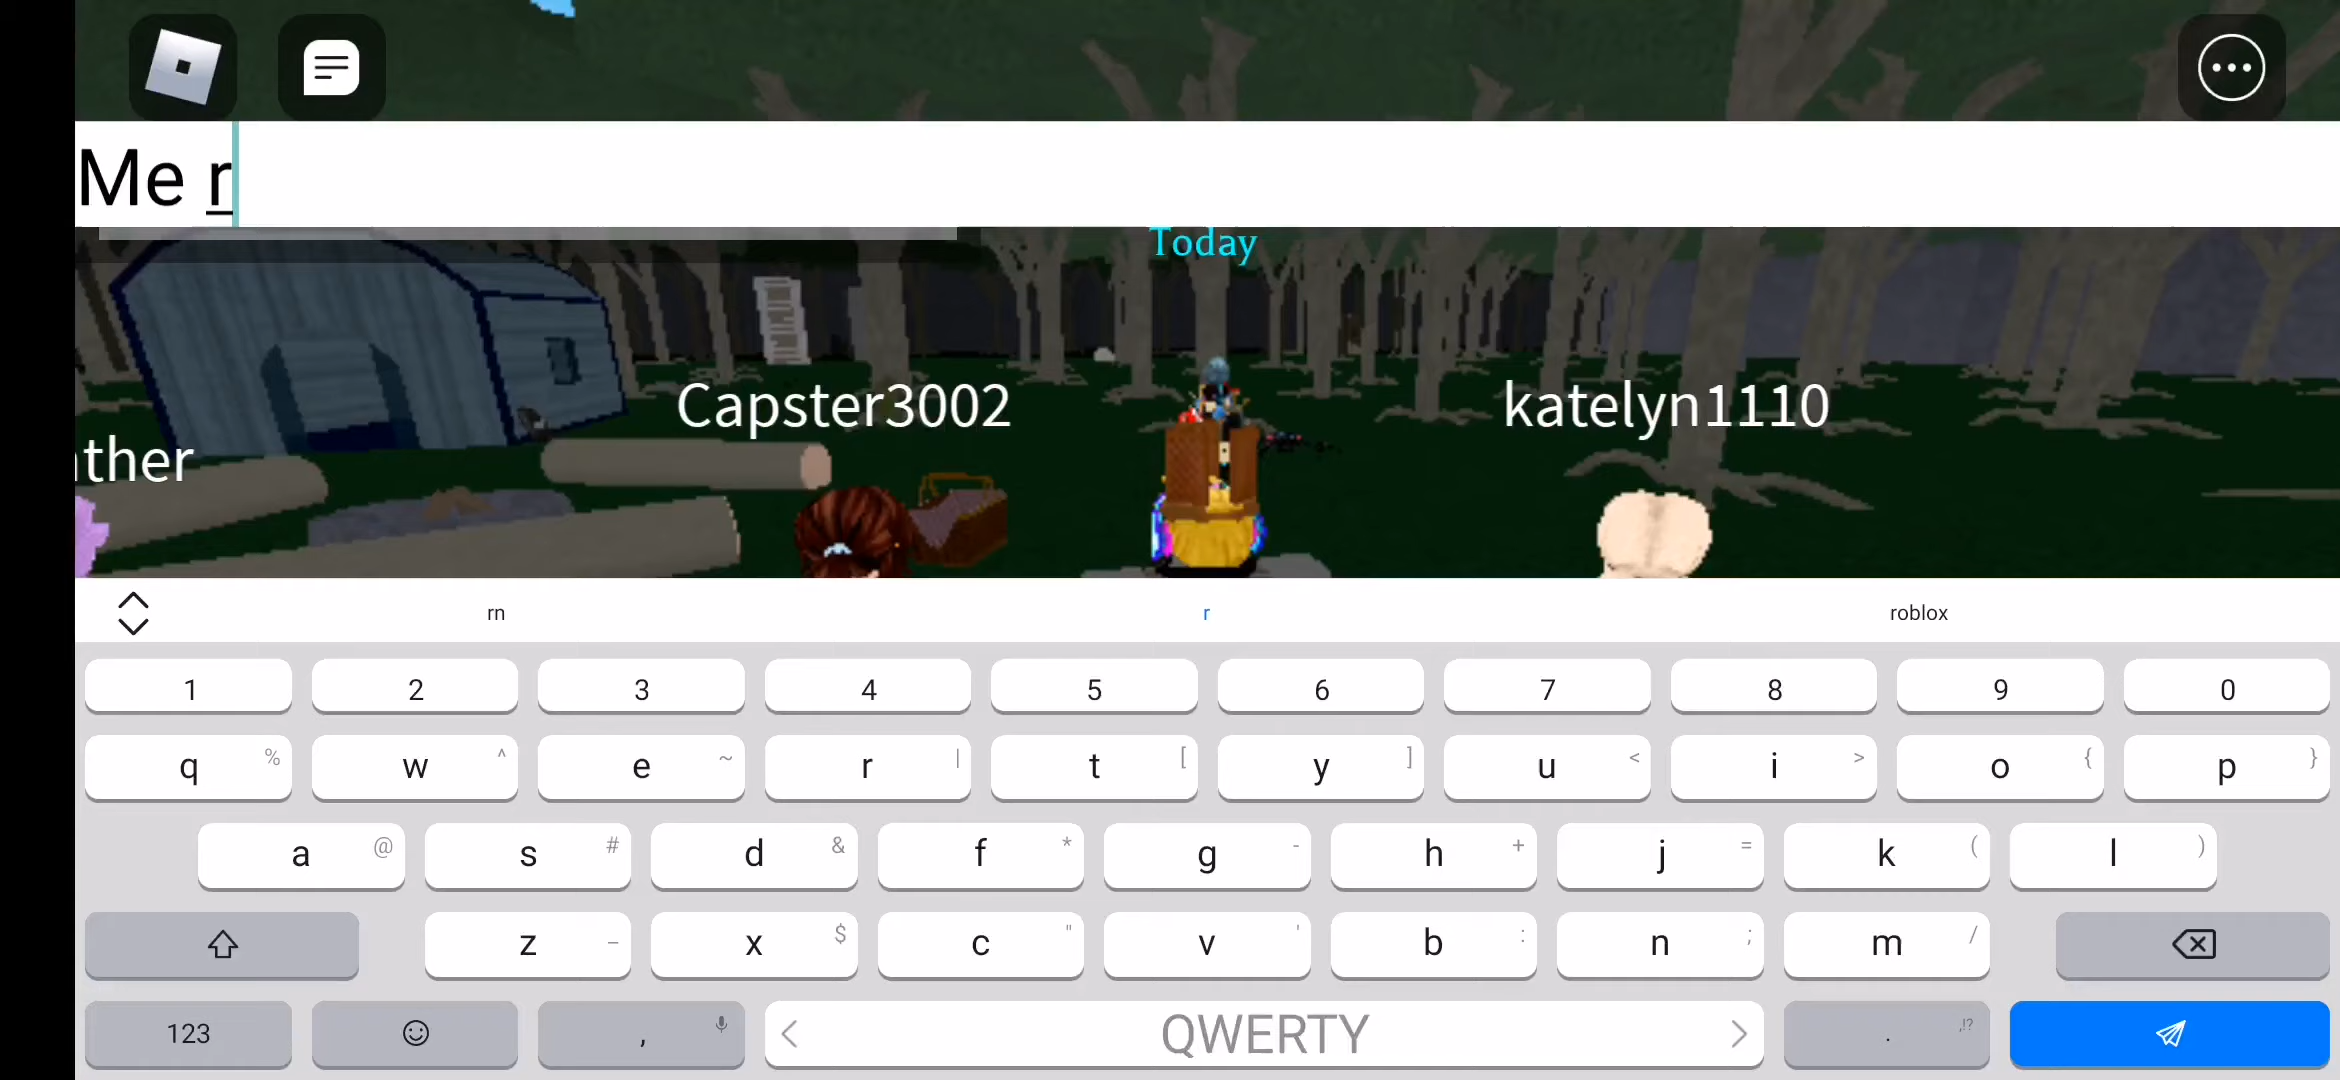 Me r
Today
Capster3002
katelyn1110
ther
rn
r
roblox
1 2 3 4 5 6 7 8 9 0
q % w ^ e ~ r | t [ y ] u < i > o { p }
a @ s # d & f * g - h + j = k ( l )
z _ x $ c " v ' b : n ; m /
123 , < QWERTY > . ,!?